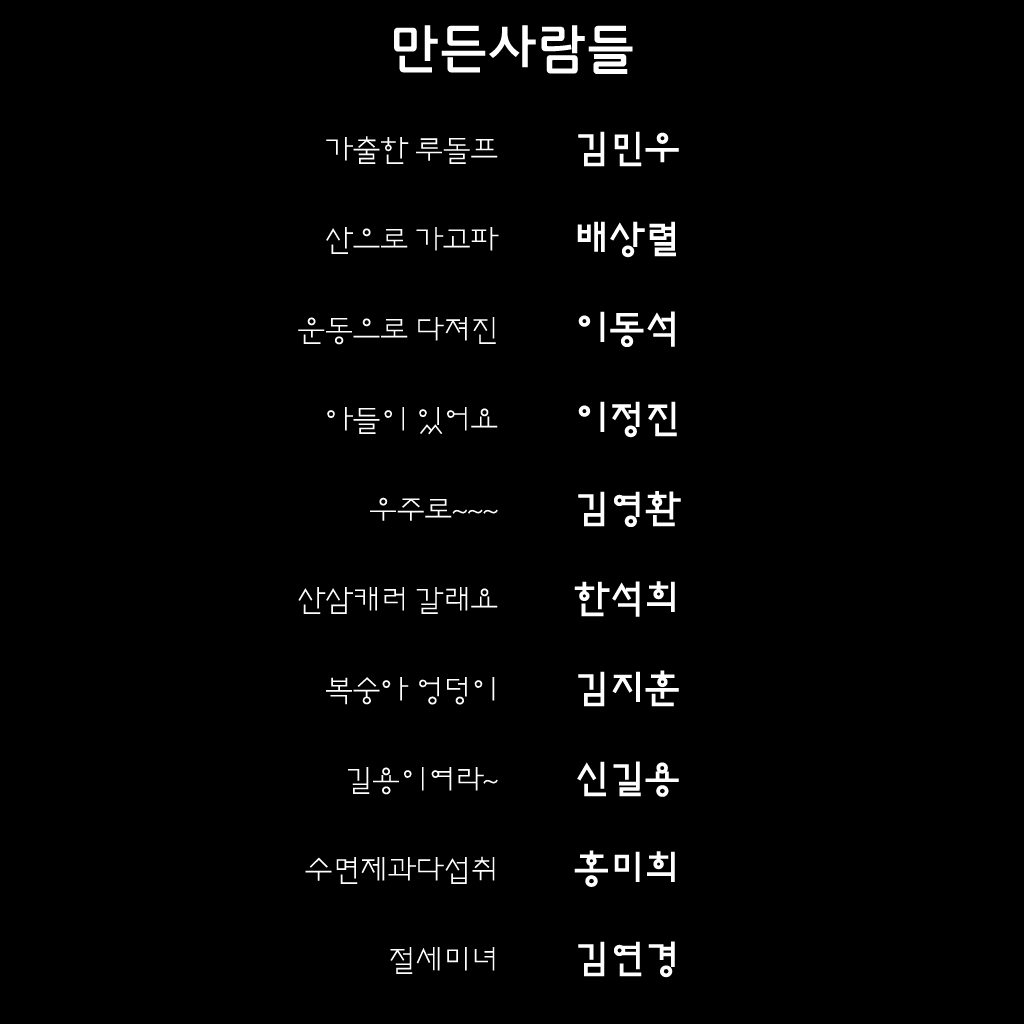 만든사람들
가출한 루돌프 김민우
산으로 가고파 배상렬
운동으로 다져진 이동석
아들이 있어요 이정진
우주로~~~ 김영환
산삼캐러 갈래요 한석희
복숭아 엉덩이 김지훈
길용이여라~ 신길용
수면제과다섭취 홍미희
절세미녀 김연경